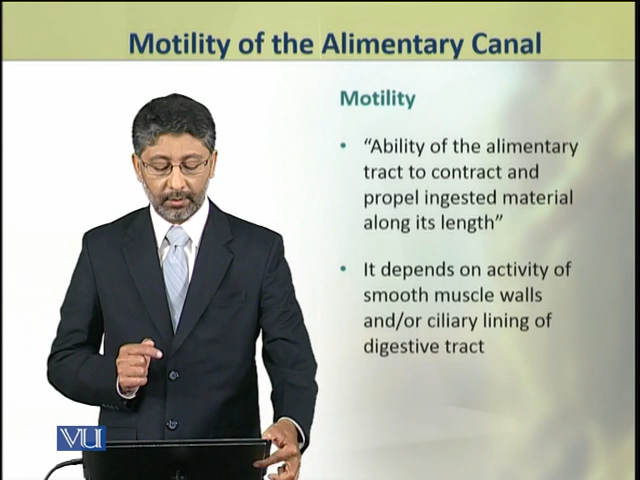 Motility of the Alimentary Canal
Motility
• “Ability of the alimentary
tract to contract and
propel ingested material
along its length”
• It depends on activity of
smooth muscle walls
and/or ciliary lining of
digestive tract
VU